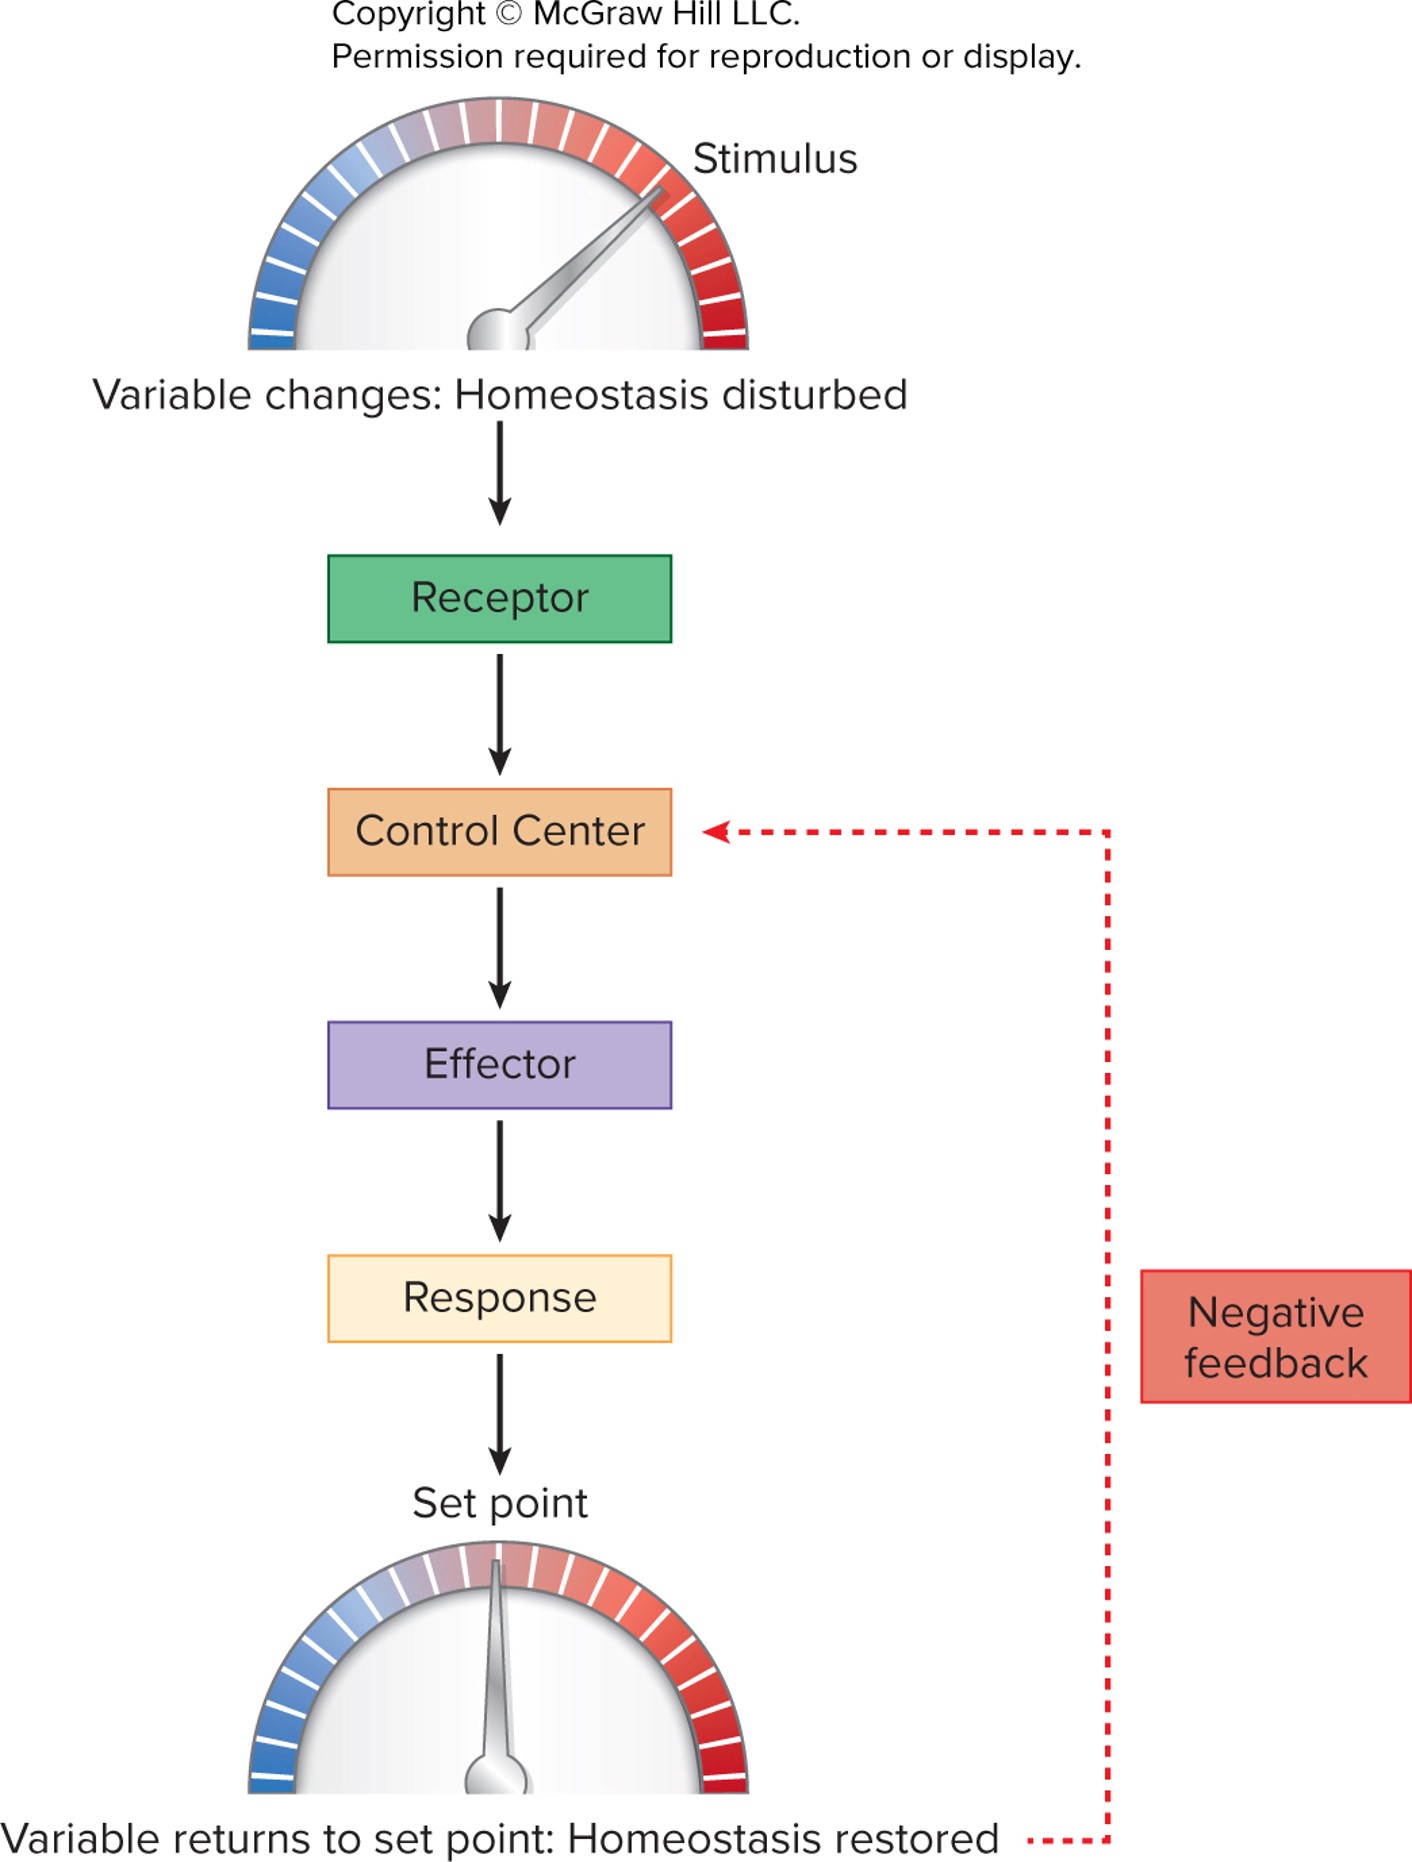 Copyright © McGraw Hill LLC.
Permission required for reproduction or display.
Stimulus
Variable changes: Homeostasis disturbed
Receptor
Control Center
Effector
Response
Negative
feedback
Set point
Variable returns to set point: Homeostasis restored